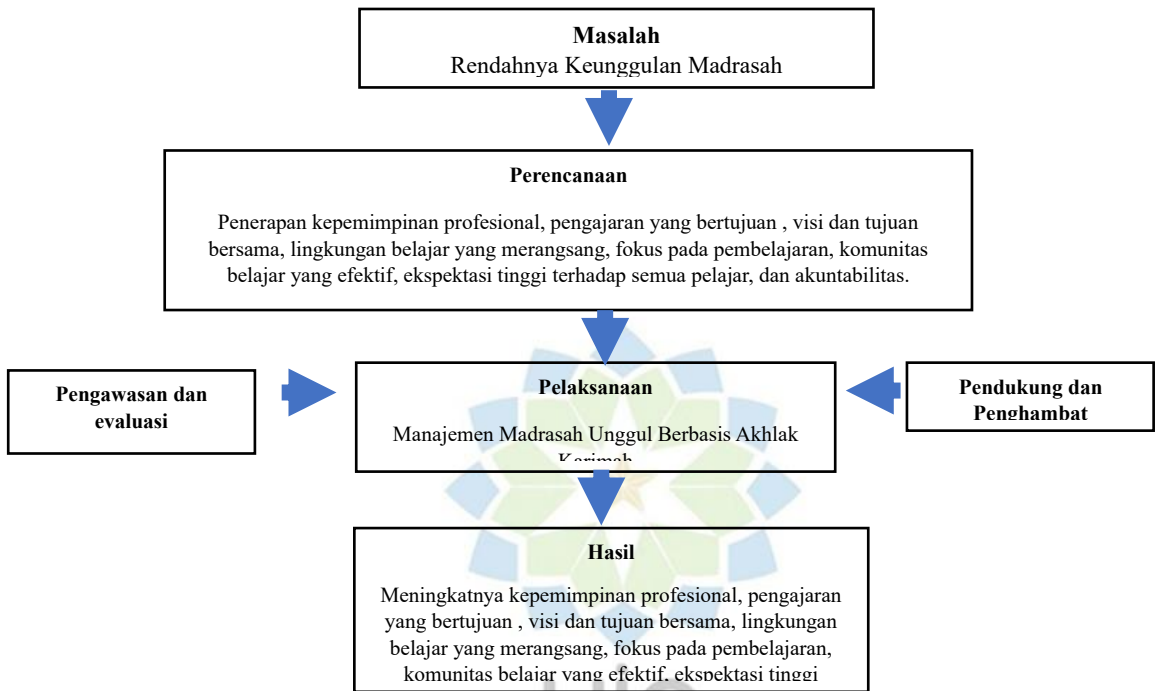 Masalah
Rendahnya Keunggulan Madrasah
Perencanaan
Penerapan kepemimpinan profesional, pengajaran yang bertujuan , visi dan tujuan
bersama, lingkungan belajar yang merangsang, fokus pada pembelajaran, komunitas
belajar yang efektif, ekspektasi tinggi terhadap semua pelajar, dan akuntabilitas.
Pengawasan dan
evaluasi
Pelaksanaan
Manajemen Madrasah Unggul Berbasis Akhlak
Karimah
Pendukung dan
Penghambat
Hasil
Meningkatnya kepemimpinan profesional, pengajaran
yang bertujuan , visi dan tujuan bersama, lingkungan
belajar yang merangsang, fokus pada pembelajaran,
komunitas belajar yang efektif, ekspektasi tinggi